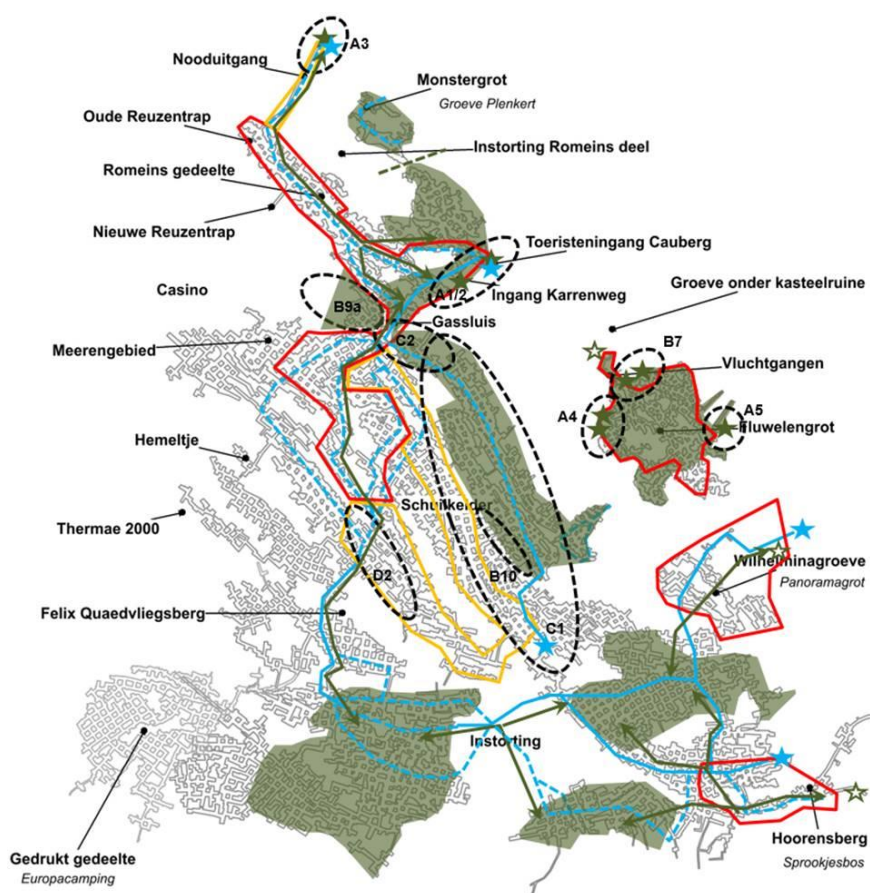 A3
Nooduitgang
Monstergrot
Groeve Plenkert
Oude Reuzentrap
Instorting Romeins deel
Romeins gedeelte
Nieuwe Reuzentrap
Toeristeningang Cauberg
Groeve onder kasteelruine
Casino
A1/2
Ingang Karrenweg
B9a
Gassluis
C2
B7
Meerengebied
Vluchtgangen
A4
A5
Fluwelengrot
Hemeltje
Schuilkelder
Thermae 2000
Wilhelminagroeve
Panoramagrot
D2
B10
Felix Quaedvliegsberg
C1
Instorting
Hoorensberg
Sprookjesbos
Gedrukt gedeelte
Europacamping